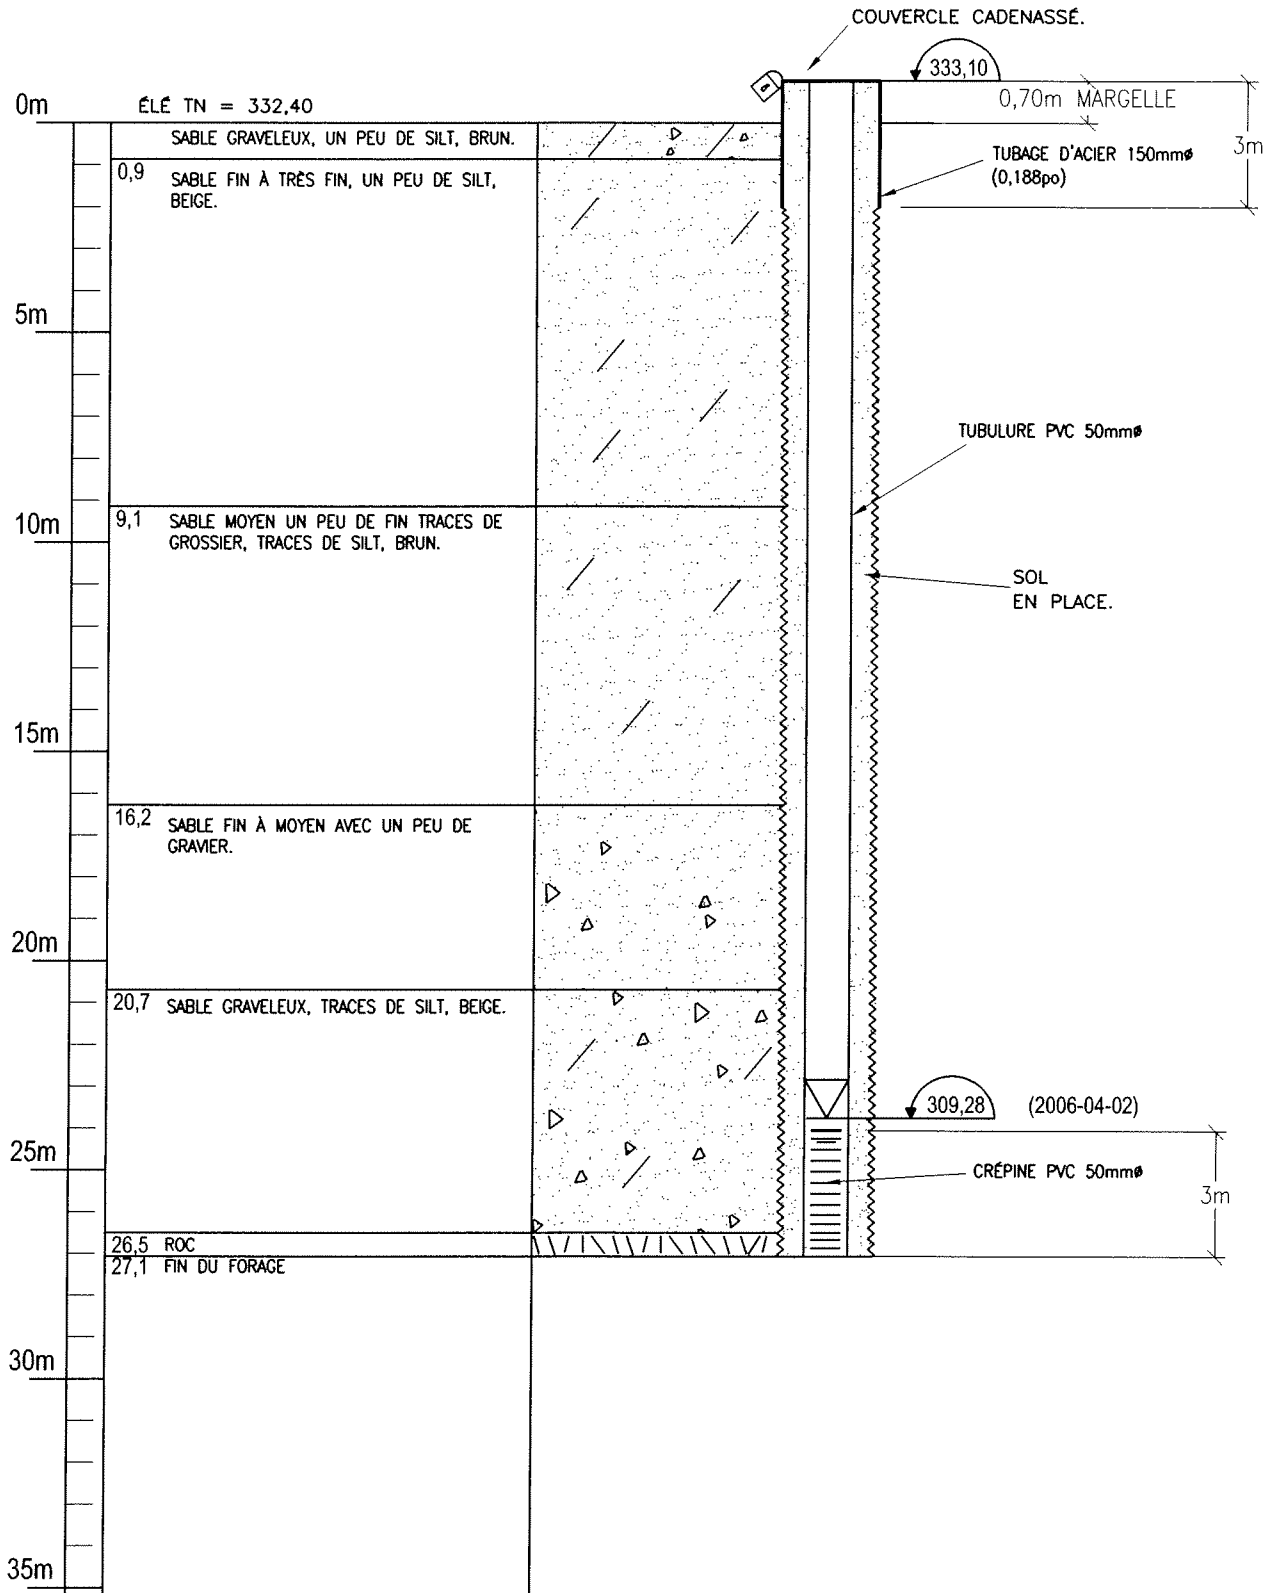 COUVERCLE CADENASSÉ.
333,10
0m
ÉLÉ TN = 332,40
0,70m MARGELLE
SABLE GRAVELEUX, UN PEU DE SILT, BRUN.
3m
TUBAGE D'ACIER 150mmø
(0,188po)
0,9
SABLE FIN À TRÈS FIN, UN PEU DE SILT,
BEIGE.
5m
TUBULURE PVC 50mmø
10m
9,1
SABLE MOYEN UN PEU DE FIN TRACES DE
GROSSIER, TRACES DE SILT, BRUN.
SOL
EN PLACE.
15m
16,2
SABLE FIN À MOYEN AVEC UN PEU DE
GRAVIER.
20m
20,7
SABLE GRAVELEUX, TRACES DE SILT, BEIGE.
309,28
(2006-04-02)
25m
CRÉPINE PVC 50mmø
3m
26,5
ROC
27,1
FIN DU FORAGE
30m
35m